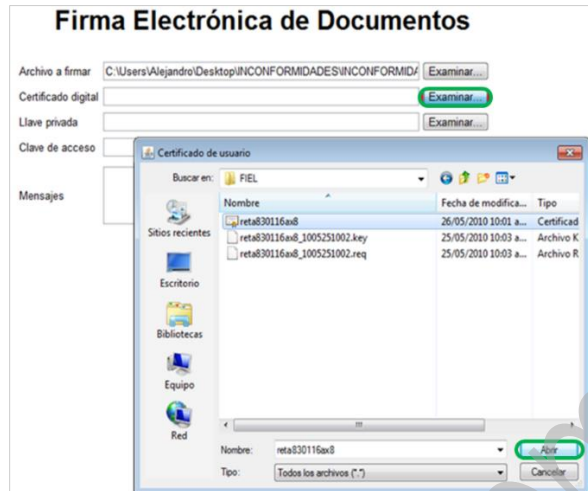 Firma Electrónica de Documentos
Archivo a firmar C:\Users\Alejandro\Desktop\INCONFORMIDADES\INCONFORMIDA Examinar...
Certificado digital Examinar...
Llave privada Examinar...
Clave de acceso
Mensajes
Certificado de usuario
Buscar en: FIEL
Nombre Fecha de modifica... Tipo
reta830116ax8 26/05/2010 10:01 a... Certificad
reta830116ax8_1005251002.key 25/05/2010 10:03 a... Archivo K
reta830116ax8_1005251002.req 25/05/2010 10:03 a... Archivo R
Sitios recientes
Escritorio
Bibliotecas
Equipo
Red
Nombre: reta830116ax8 Abrir
Tipo: Todos los archivos (*.*) Cancelar